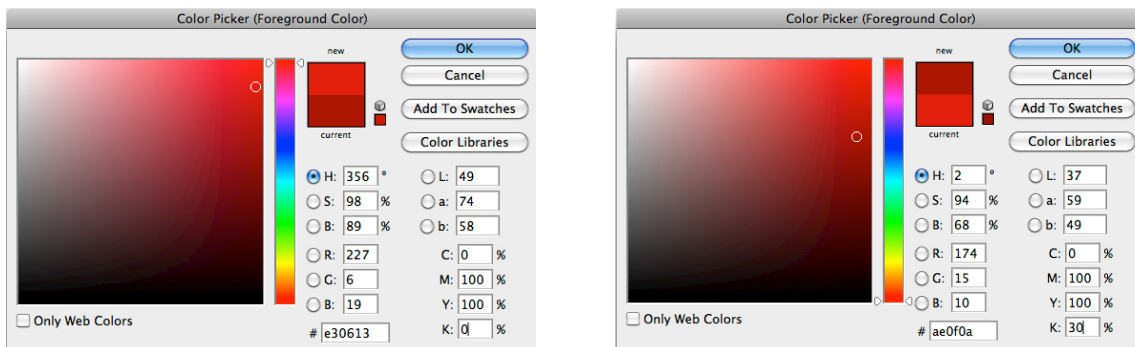 Color Picker (Foreground Color)
new
current
OK
Cancel
Add To Swatches
Color Libraries
H: 356 °
S: 98 %
B: 89 %
R: 227
G: 6
B: 19
# e30613
L: 49
a: 74
b: 58
C: 0 %
M: 100 %
Y: 100 %
K: 0 %
Only Web Colors
Color Picker (Foreground Color)
new
current
OK
Cancel
Add To Swatches
Color Libraries
H: 2 °
S: 94 %
B: 68 %
R: 174
G: 15
B: 10
# ae0f0a
L: 37
a: 59
b: 49
C: 0 %
M: 100 %
Y: 100 %
K: 30 %
Only Web Colors